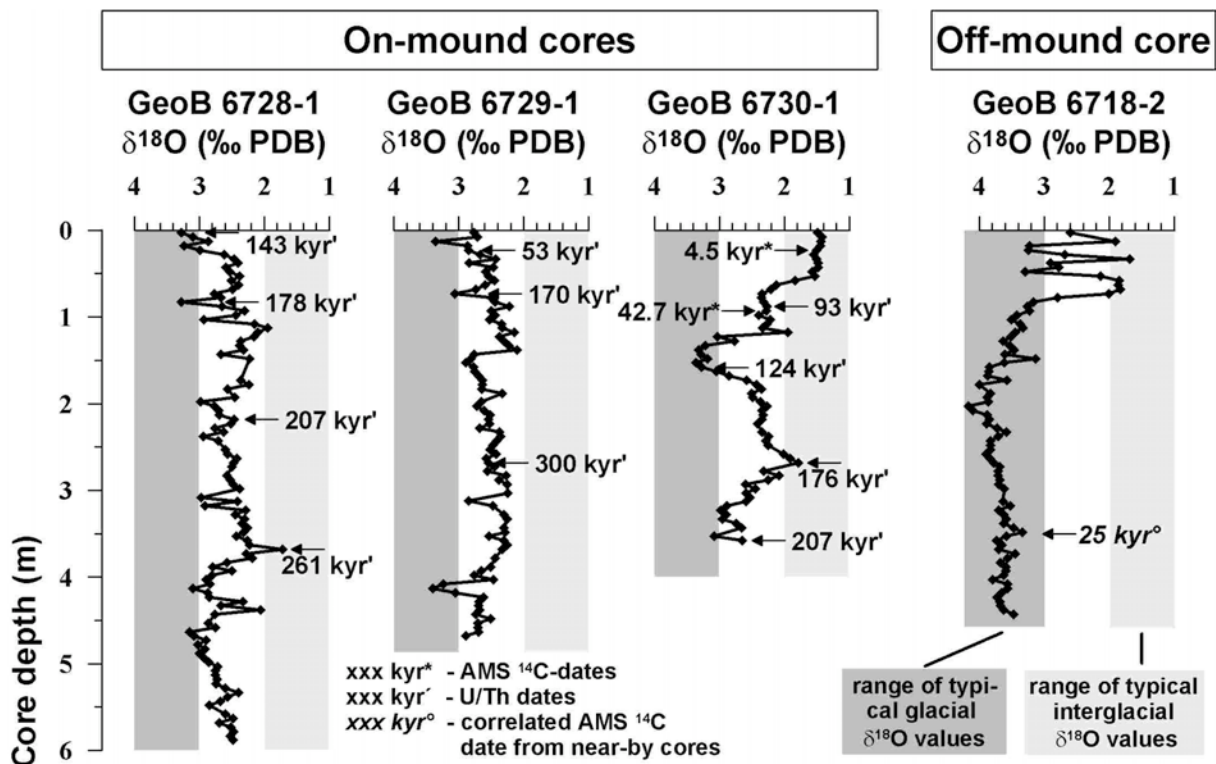 On-mound cores
Off-mound core
GeoB 6728-1
δ¹⁸O (‰ PDB)
4 3 2 1
GeoB 6729-1
δ¹⁸O (‰ PDB)
4 3 2 1
GeoB 6730-1
δ¹⁸O (‰ PDB)
4 3 2 1
GeoB 6718-2
δ¹⁸O (‰ PDB)
4 3 2 1
Core depth (m)
0
1
2
3
4
5
6
143 kyr'
178 kyr'
207 kyr'
261 kyr'
53 kyr'
170 kyr'
300 kyr'
4.5 kyr*
42.7 kyr*
93 kyr'
124 kyr'
176 kyr'
207 kyr'
25 kyr°
xxx kyr* - AMS ¹⁴C-dates
xxx kyr´ - U/Th dates
xxx kyr° - correlated AMS ¹⁴C
date from near-by cores
range of typi-
cal glacial
δ¹⁸O values
range of typical
interglacial
δ¹⁸O values